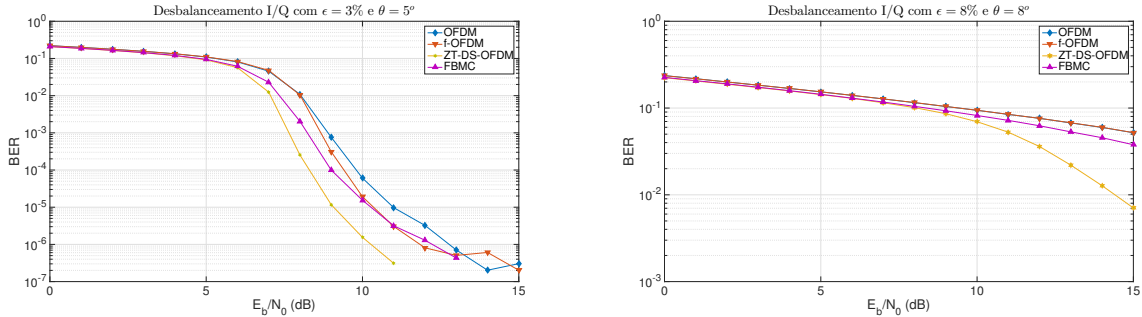 Desbalanceamento I/Q com ϵ = 3% e θ = 5º
10^0
10^-1
10^-2
10^-3
10^-4
10^-5
10^-6
10^-7
BER
0 5 10 15
E_b/N_0 (dB)
OFDM
f-OFDM
ZT-DS-OFDM
FBMC
Desbalanceamento I/Q com ϵ = 8% e θ = 8º
10^0
10^-1
10^-2
10^-3
BER
0 5 10 15
E_b/N_0 (dB)
OFDM
f-OFDM
ZT-DS-OFDM
FBMC